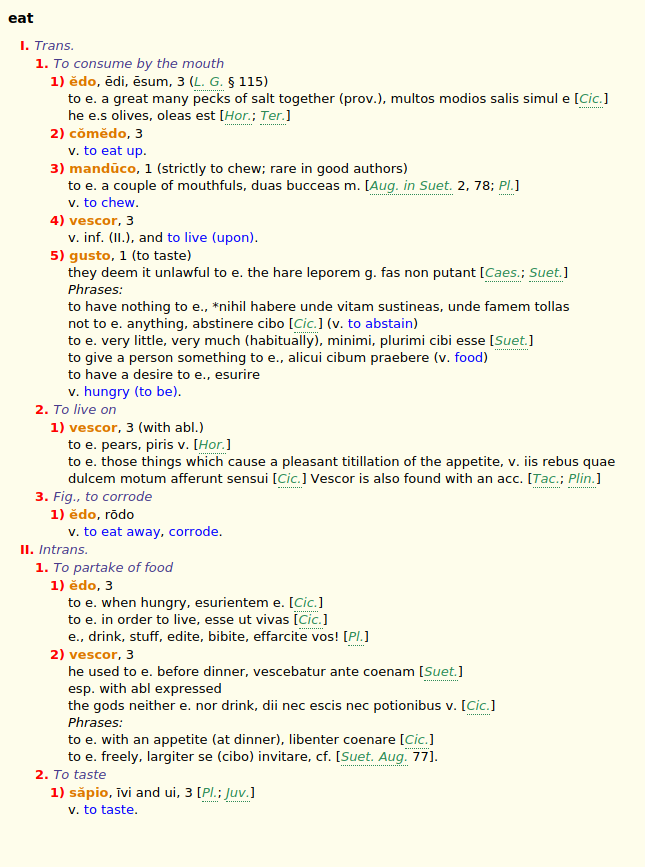 eat
I. Trans.
1. To consume by the mouth
1) ĕdo, ēdi, ēsum, 3 (L. G. § 115)
to e. a great many pecks of salt together (prov.), multos modios salis simul e [Cic.]
he e.s olives, oleas est [Hor.; Ter.]
2) cŏmĕdo, 3
v. to eat up.
3) mandūco, 1 (strictly to chew; rare in good authors)
to e. a couple of mouthfuls, duas bucceas m. [Aug. in Suet. 2, 78; Pl.]
v. to chew.
4) vescor, 3
v. inf. (II.), and to live (upon).
5) gusto, 1 (to taste)
they deem it unlawful to e. the hare leporem g. fas non putant [Caes.; Suet.]
Phrases:
to have nothing to e., *nihil habere unde vitam sustineas, unde famem tollas
not to e. anything, abstinere cibo [Cic.] (v. to abstain)
to e. very little, very much (habitually), minimi, plurimi cibi esse [Suet.]
to give a person something to e., alicui cibum praebere (v. food)
to have a desire to e., esurire
v. hungry (to be).
2. To live on
1) vescor, 3 (with abl.)
to e. pears, piris v. [Hor.]
to e. those things which cause a pleasant titillation of the appetite, v. iis rebus quae
dulcem motum afferunt sensui [Cic.] Vescor is also found with an acc. [Tac.; Plin.]
3. Fig., to corrode
1) ĕdo, rōdo
v. to eat away, corrode.
II. Intrans.
1. To partake of food
1) ĕdo, 3
to e. when hungry, esurientem e. [Cic.]
to e. in order to live, esse ut vivas [Cic.]
e., drink, stuff, edite, bibite, effarcite vos! [Pl.]
2) vescor, 3
he used to e. before dinner, vescebatur ante coenam [Suet.]
esp. with abl expressed
the gods neither e. nor drink, dii nec escis nec potionibus v. [Cic.]
Phrases:
to e. with an appetite (at dinner), libenter coenare [Cic.]
to e. freely, largiter se (cibo) invitare, cf. [Suet. Aug. 77].
2. To taste
1) săpio, īvi and ui, 3 [Pl.; Juv.]
v. to taste.